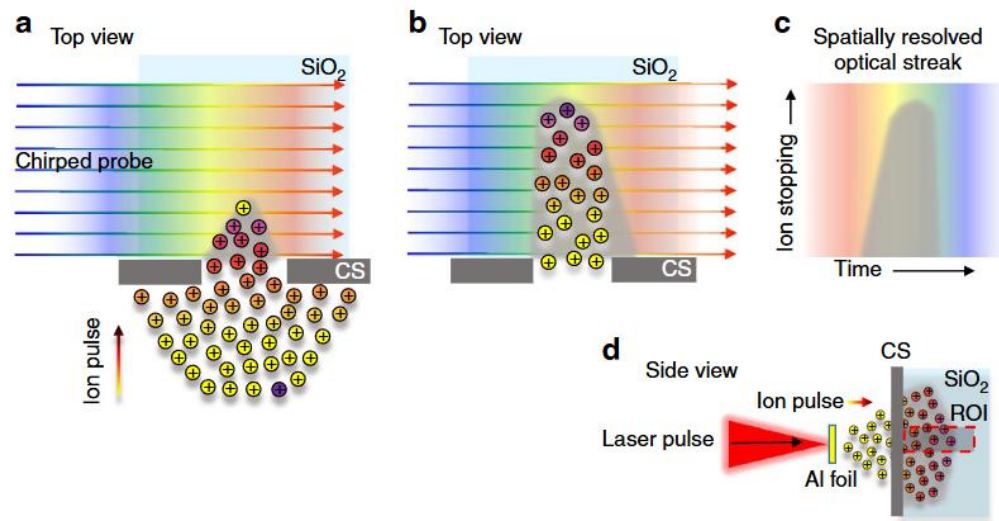 a
Top view
SiO₂
Chirped probe
CS
Ion pulse
b
Top view
SiO₂
CS
c
Spatially resolved
optical streak
Ion stopping
Time
d
Side view
CS
SiO₂
Ion pulse
ROI
Laser pulse
Al foil